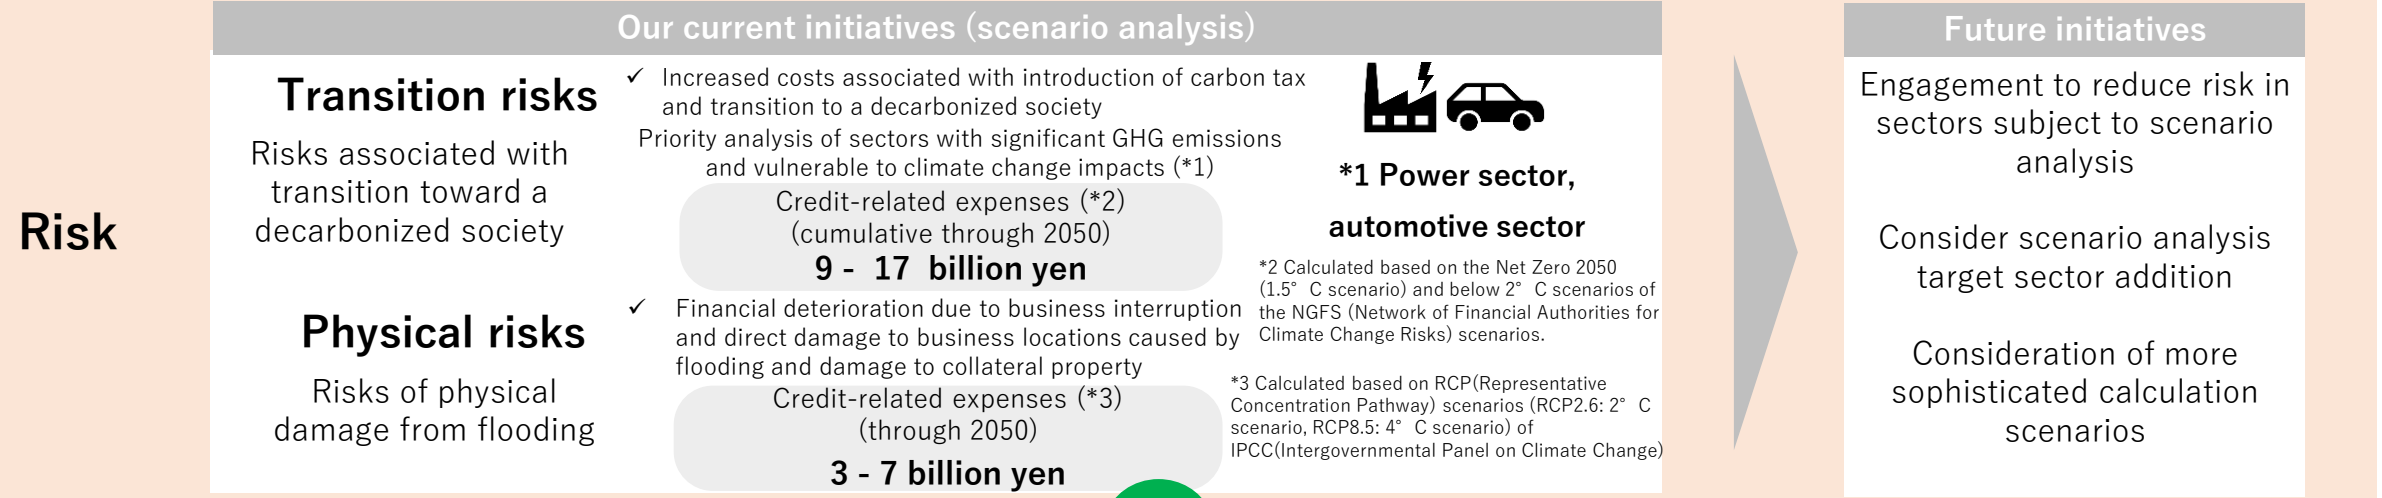 Our current initiatives (scenario analysis)
Future initiatives
Risk
Transition risks
Risks associated with
transition toward a
decarbonized society
✓ Increased costs associated with introduction of carbon tax
and transition to a decarbonized society
Priority analysis of sectors with significant GHG emissions
and vulnerable to climate change impacts (*1)
Credit-related expenses (*2)
(cumulative through 2050)
9 - 17 billion yen
*1 Power sector,
automotive sector
*2 Calculated based on the Net Zero 2050
(1.5°C scenario) and below 2°C scenarios of
the NGFS (Network of Financial Authorities for
Climate Change Risks) scenarios.
Physical risks
Risks of physical
damage from flooding
✓ Financial deterioration due to business interruption
and direct damage to business locations caused by
flooding and damage to collateral property
Credit-related expenses (*3)
(through 2050)
3 - 7 billion yen
*3 Calculated based on RCP(Representative
Concentration Pathway) scenarios (RCP2.6: 2°C
scenario, RCP8.5: 4°C scenario) of
IPCC(Intergovernmental Panel on Climate Change)
Engagement to reduce risk in
sectors subject to scenario
analysis
Consider scenario analysis
target sector addition
Consideration of more
sophisticated calculation
scenarios